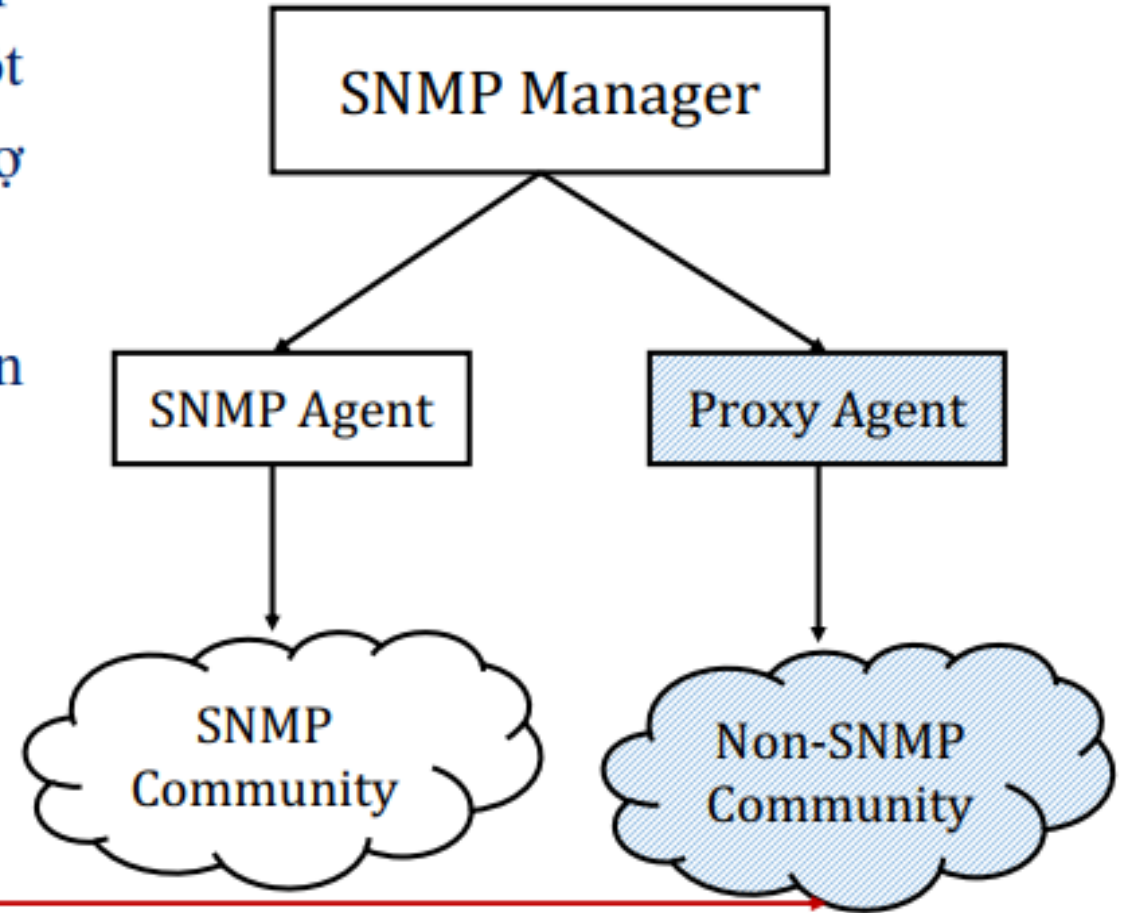 ợ
SNMP Manager
SNMP Agent
Proxy Agent
SNMP
Community
Non-SNMP
Community